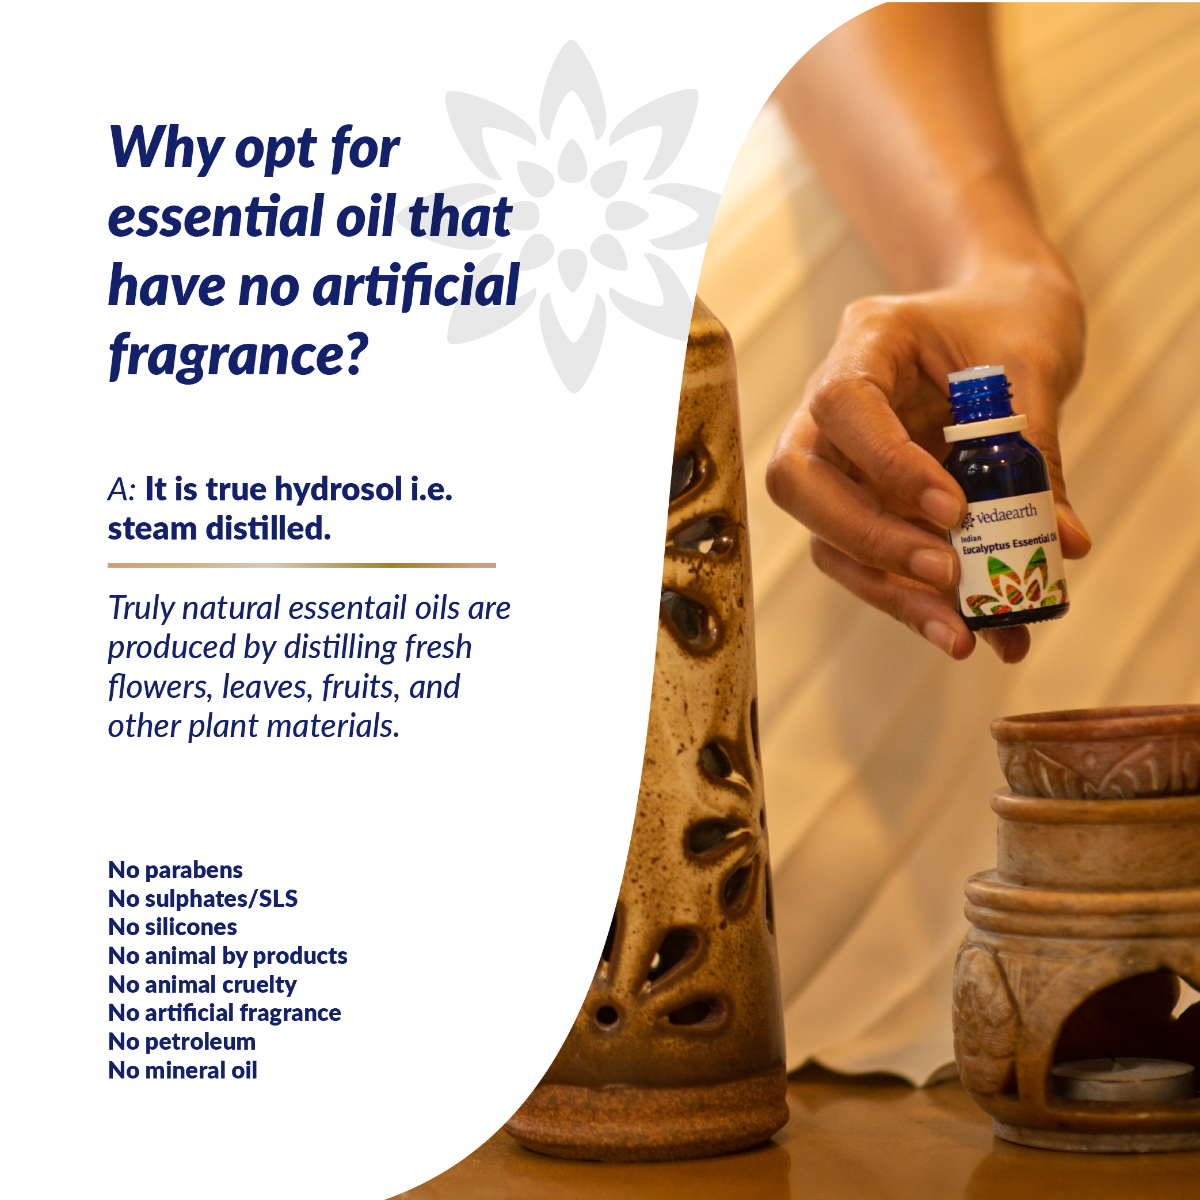 Why opt for
essential oil that
have no artificial
fragrance?
A: It is true hydrosol i.e.
steam distilled.
Truly natural essentail oils are
produced by distilling fresh
flowers, leaves, fruits, and
other plant materials.
No parabens
No sulphates/SLS
No silicones
No animal by products
No animal cruelty
No artificial fragrance
No petroleum
No mineral oil
vedaearth
Indian
Eucalyptus Essential Oil